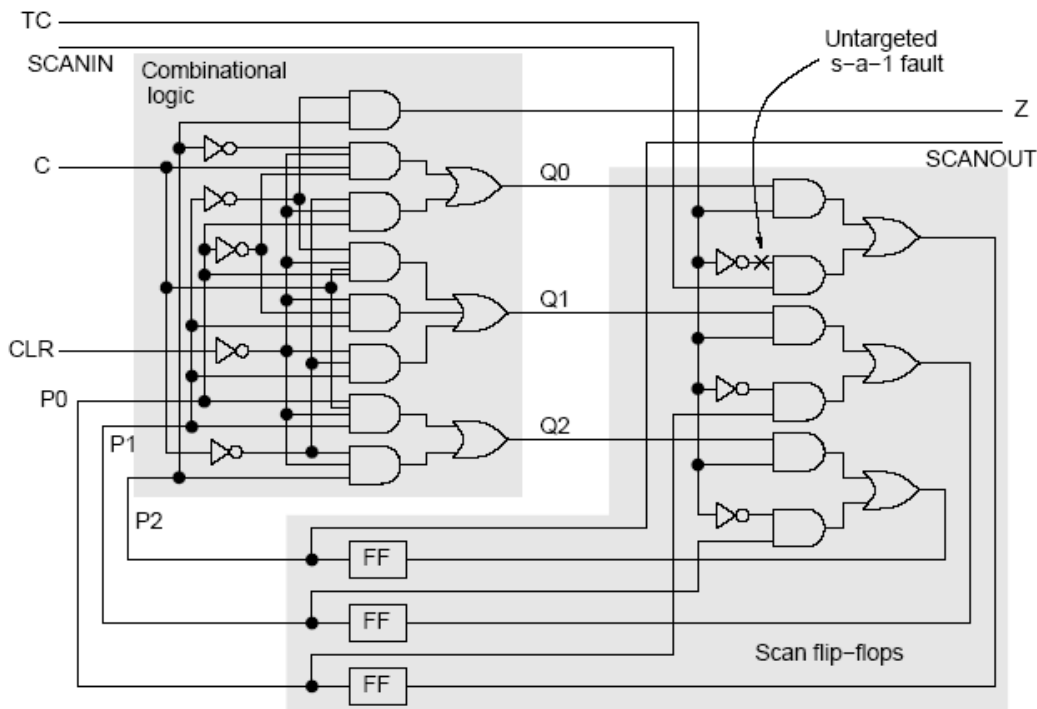 TC
Untargeted
s-a-1 fault
SCANIN
Combinational
logic
Z
C
SCANOUT
Q0
Q1
CLR
P0
Q2
P1
P2
FF
FF
Scan flip-flops
FF